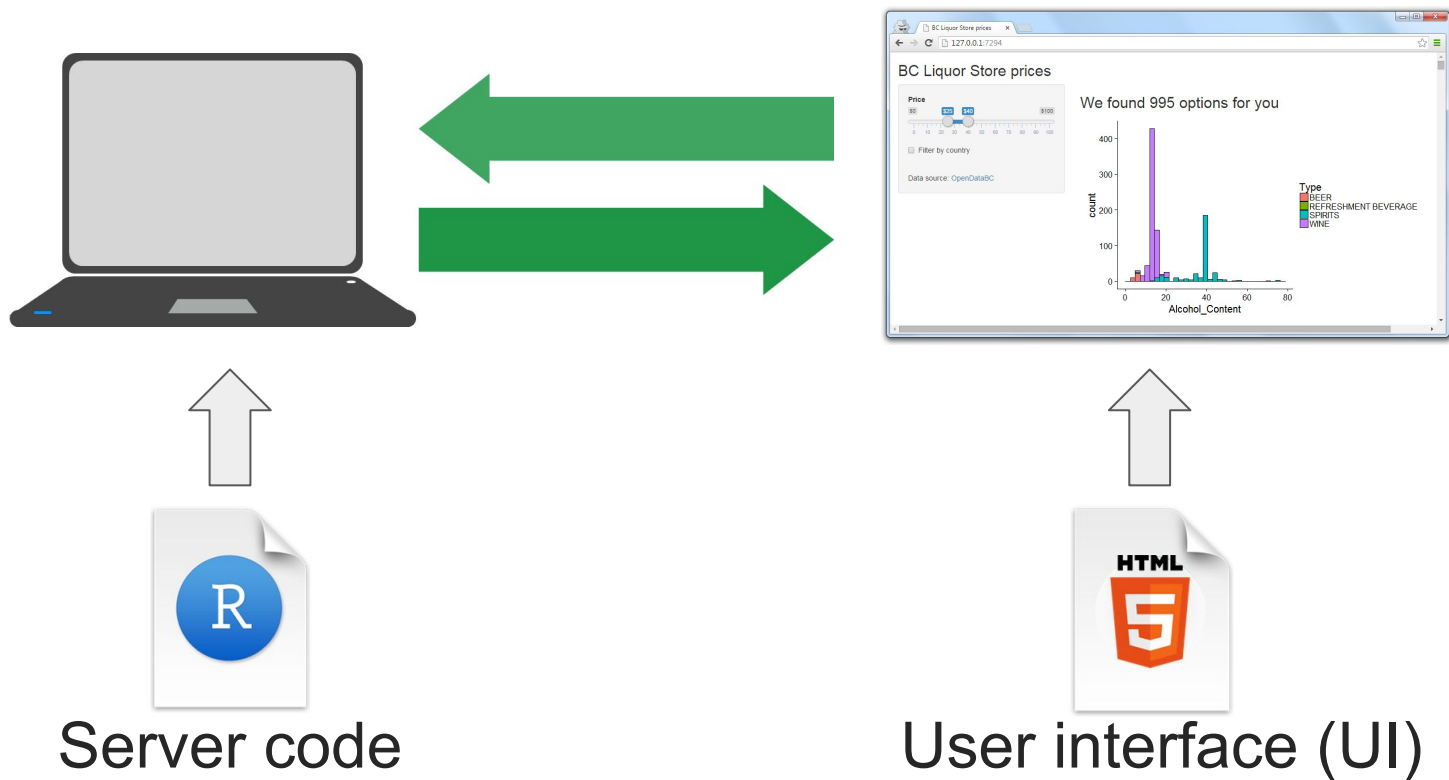 BC Liquor Store prices
127.0.0.1:7294
BC Liquor Store prices
Price
$0 $25 $40 $100
0 10 20 30 40 50 60 70 80 90 100
Filter by country
Data source: OpenDataBC
We found 995 options for you
400
300
200
100
0
count
0 20 40 60 80
Alcohol_Content
Type
BEER
REFRESHMENT BEVERAGE
SPIRITS
WINE
R
HTML
5
Server code
User interface (UI)